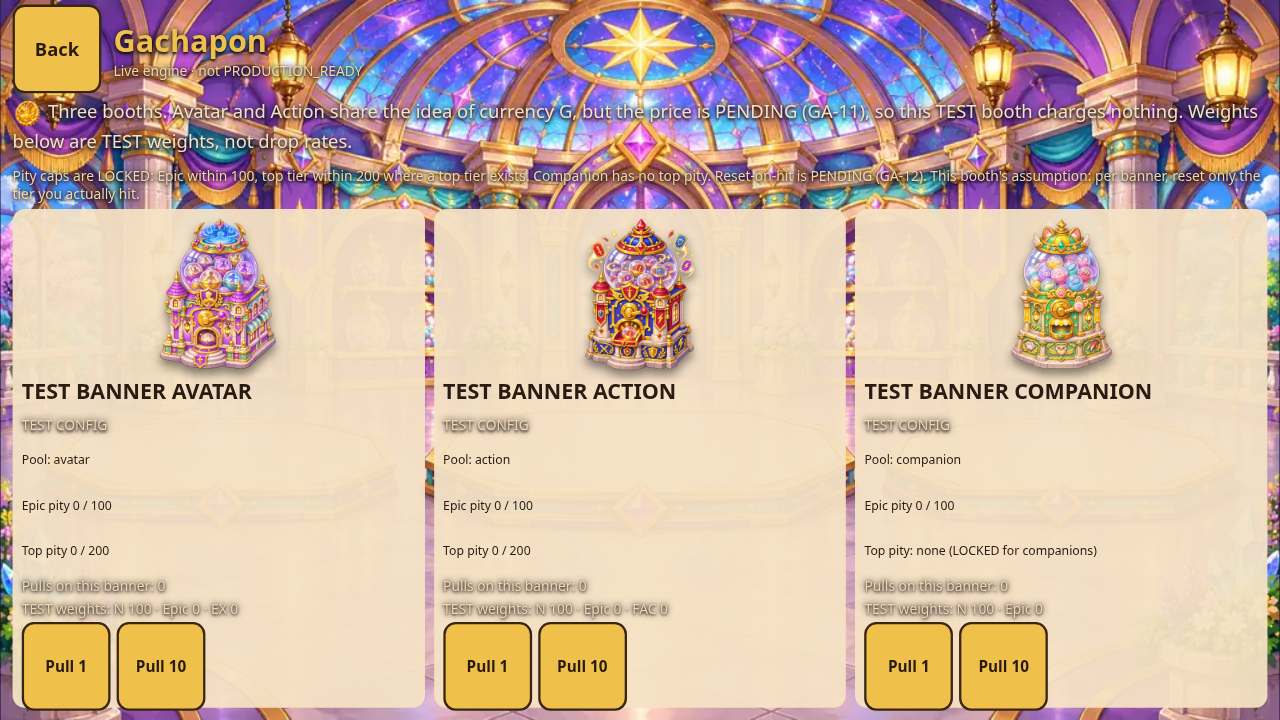 Back
Gachapon
Live engine · not PRODUCTION_READY
Three booths. Avatar and Action share the idea of currency G, but the price is PENDING (GA-11), so this TEST booth charges nothing. Weights
below are TEST weights, not drop rates.
Pity caps are LOCKED: Epic within 100, top tier within 200 where a top tier exists. Companion has no top pity. Reset-on-hit is PENDING (GA-12). This booth's assumption: per banner, reset only the
tier you actually hit.
TEST BANNER AVATAR
TEST CONFIG
Pool: avatar
Epic pity 0 / 100
Top pity 0 / 200
Pulls on this banner: 0
TEST weights: N 100 · Epic 0 · EX 0
Pull 1
Pull 10
TEST BANNER ACTION
TEST CONFIG
Pool: action
Epic pity 0 / 100
Top pity 0 / 200
Pulls on this banner: 0
TEST weights: N 100 · Epic 0 · FAC 0
Pull 1
Pull 10
TEST BANNER COMPANION
TEST CONFIG
Pool: companion
Epic pity 0 / 100
Top pity: none (LOCKED for companions)
Pulls on this banner: 0
TEST weights: N 100 · Epic 0
Pull 1
Pull 10